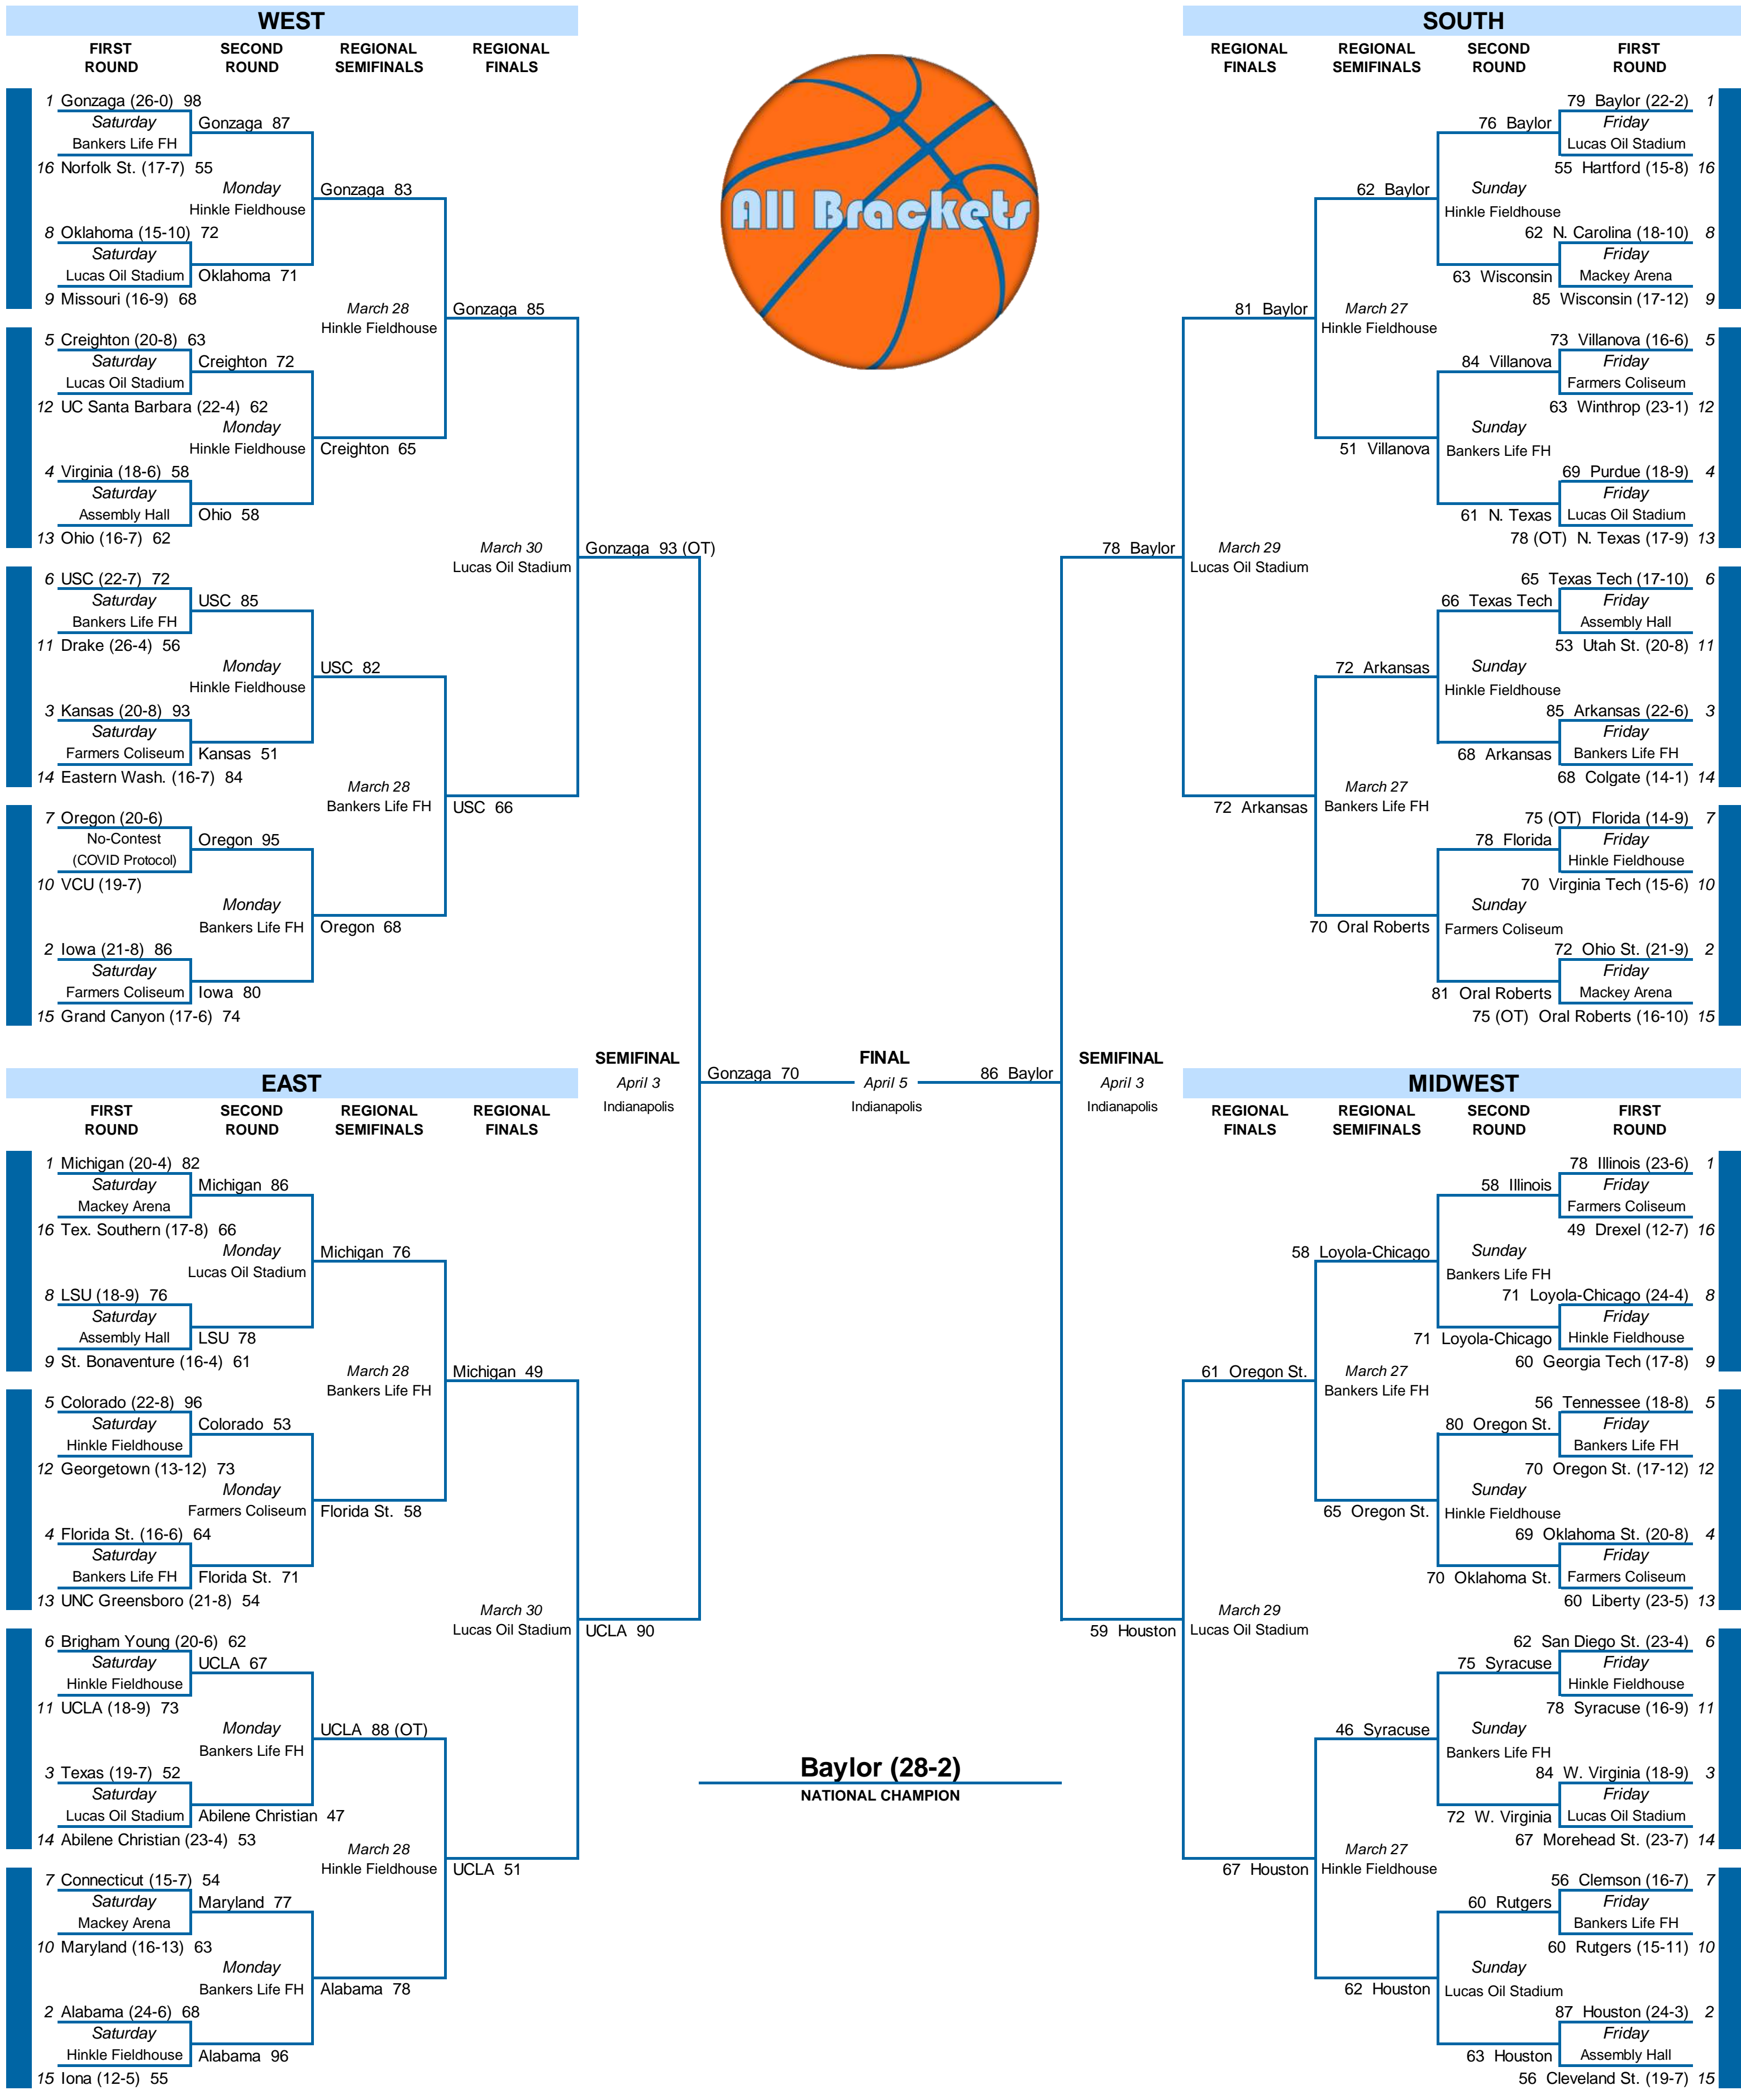 WEST
FIRST ROUND
SECOND ROUND
REGIONAL SEMIFINALS
REGIONAL FINALS
1 Gonzaga (26-0) 98
Saturday
Bankers Life FH
16 Norfolk St. (17-7) 55
Gonzaga 87
Monday
Hinkle Fieldhouse
8 Oklahoma (15-10) 72
Saturday
Lucas Oil Stadium
9 Missouri (16-9) 68
Oklahoma 71
Gonzaga 83
March 28
Hinkle Fieldhouse
5 Creighton (20-8) 63
Saturday
Lucas Oil Stadium
12 UC Santa Barbara (22-4) 62
Creighton 72
Monday
Hinkle Fieldhouse
4 Virginia (18-6) 58
Saturday
Assembly Hall
13 Ohio (16-7) 62
Ohio 58
Creighton 65
Gonzaga 85
March 30
Lucas Oil Stadium
6 USC (22-7) 72
Saturday
Bankers Life FH
11 Drake (26-4) 56
USC 85
Monday
Hinkle Fieldhouse
3 Kansas (20-8) 93
Saturday
Farmers Coliseum
14 Eastern Wash. (16-7) 84
Kansas 51
USC 82
March 28
Bankers Life FH
7 Oregon (20-6)
No-Contest
(COVID Protocol)
10 VCU (19-7)
Oregon 95
Monday
Bankers Life FH
2 Iowa (21-8) 86
Saturday
Farmers Coliseum
15 Grand Canyon (17-6) 74
Iowa 80
Oregon 68
USC 66
Gonzaga 93 (OT)
All Brackets
SOUTH
REGIONAL FINALS
REGIONAL SEMIFINALS
SECOND ROUND
FIRST ROUND
79 Baylor (22-2) 1
Friday
Lucas Oil Stadium
55 Hartford (15-8) 16
76 Baylor
Sunday
Hinkle Fieldhouse
62 N. Carolina (18-10) 8
Friday
Mackey Arena
85 Wisconsin (17-12) 9
63 Wisconsin
62 Baylor
March 27
Hinkle Fieldhouse
73 Villanova (16-6) 5
Friday
Farmers Coliseum
63 Winthrop (23-1) 12
84 Villanova
Sunday
Bankers Life FH
69 Purdue (18-9) 4
Friday
Lucas Oil Stadium
78 (OT) N. Texas (17-9) 13
61 N. Texas
51 Villanova
81 Baylor
March 29
Lucas Oil Stadium
65 Texas Tech (17-10) 6
Friday
Assembly Hall
53 Utah St. (20-8) 11
66 Texas Tech
Sunday
Hinkle Fieldhouse
85 Arkansas (22-6) 3
Friday
Bankers Life FH
68 Colgate (14-1) 14
68 Arkansas
72 Arkansas
March 27
Bankers Life FH
75 (OT) Florida (14-9) 7
Friday
Hinkle Fieldhouse
70 Virginia Tech (15-6) 10
78 Florida
Sunday
Farmers Coliseum
72 Ohio St. (21-9) 2
Friday
Mackey Arena
75 (OT) Oral Roberts (16-10) 15
81 Oral Roberts
70 Oral Roberts
72 Arkansas
78 Baylor
SEMIFINAL
April 3
Indianapolis
Gonzaga 70
FINAL
April 5
Indianapolis
86 Baylor
SEMIFINAL
April 3
Indianapolis
EAST
FIRST ROUND
SECOND ROUND
REGIONAL SEMIFINALS
REGIONAL FINALS
1 Michigan (20-4) 82
Saturday
Mackey Arena
16 Tex. Southern (17-8) 66
Michigan 86
Monday
Lucas Oil Stadium
8 LSU (18-9) 76
Saturday
Assembly Hall
9 St. Bonaventure (16-4) 61
LSU 78
Michigan 76
March 28
Bankers Life FH
5 Colorado (22-8) 96
Saturday
Hinkle Fieldhouse
12 Georgetown (13-12) 73
Colorado 53
Monday
Farmers Coliseum
4 Florida St. (16-6) 64
Saturday
Bankers Life FH
13 UNC Greensboro (21-8) 54
Florida St. 71
Florida St. 58
Michigan 49
March 30
Lucas Oil Stadium
6 Brigham Young (20-6) 62
Saturday
Hinkle Fieldhouse
11 UCLA (18-9) 73
UCLA 67
Monday
Bankers Life FH
3 Texas (19-7) 52
Saturday
Lucas Oil Stadium
14 Abilene Christian (23-4) 53
Abilene Christian 47
UCLA 88 (OT)
March 28
Hinkle Fieldhouse
7 Connecticut (15-7) 54
Saturday
Mackey Arena
10 Maryland (16-13) 63
Maryland 77
Monday
Bankers Life FH
2 Alabama (24-6) 68
Saturday
Hinkle Fieldhouse
15 Iona (12-5) 55
Alabama 96
Alabama 78
UCLA 51
UCLA 90
Baylor (28-2)
NATIONAL CHAMPION
MIDWEST
REGIONAL FINALS
REGIONAL SEMIFINALS
SECOND ROUND
FIRST ROUND
78 Illinois (23-6) 1
Friday
Farmers Coliseum
49 Drexel (12-7) 16
58 Illinois
Sunday
Bankers Life FH
71 Loyola-Chicago (24-4) 8
Friday
Hinkle Fieldhouse
60 Georgia Tech (17-8) 9
71 Loyola-Chicago
58 Loyola-Chicago
March 27
Bankers Life FH
56 Tennessee (18-8) 5
Friday
Bankers Life FH
70 Oregon St. (17-12) 12
80 Oregon St.
Sunday
Hinkle Fieldhouse
69 Oklahoma St. (20-8) 4
Friday
Farmers Coliseum
60 Liberty (23-5) 13
70 Oklahoma St.
65 Oregon St.
61 Oregon St.
March 29
Lucas Oil Stadium
62 San Diego St. (23-4) 6
Friday
Hinkle Fieldhouse
78 Syracuse (16-9) 11
75 Syracuse
Sunday
Bankers Life FH
84 W. Virginia (18-9) 3
Friday
Lucas Oil Stadium
67 Morehead St. (23-7) 14
72 W. Virginia
46 Syracuse
March 27
Hinkle Fieldhouse
56 Clemson (16-7) 7
Friday
Bankers Life FH
60 Rutgers (15-11) 10
60 Rutgers
Sunday
Lucas Oil Stadium
87 Houston (24-3) 2
Friday
Assembly Hall
56 Cleveland St. (19-7) 15
63 Houston
62 Houston
67 Houston
59 Houston